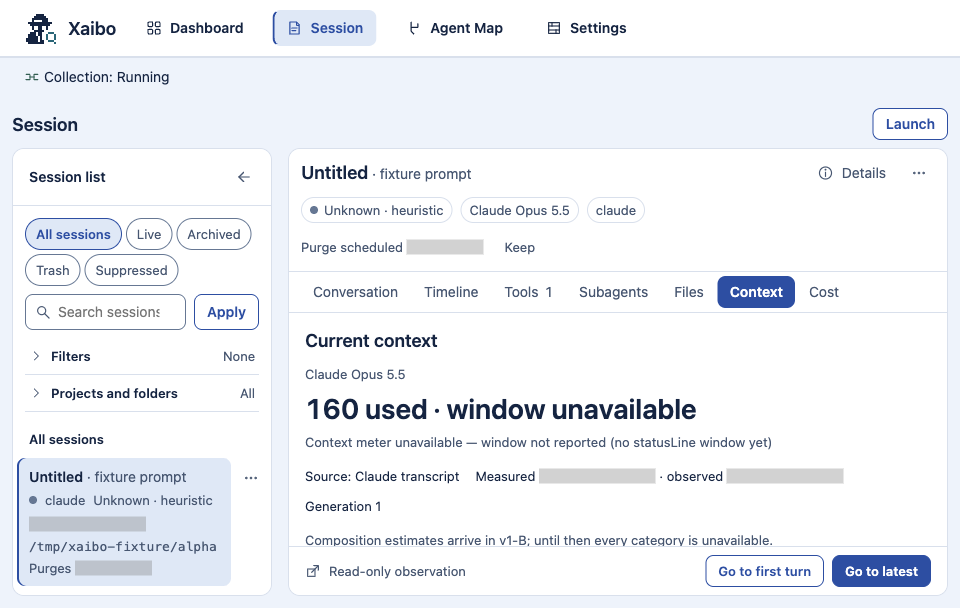 Xaibo
Dashboard
Session
Agent Map
Settings
Collection: Running
Session
Launch
Session list
All sessions
Live
Archived
Trash
Suppressed
Search sessions
Apply
Filters
None
Projects and folders
All
All sessions
Untitled · fixture prompt
claude Unknown · heuristic
/tmp/xaibo-fixture/alpha
Purges
Untitled · fixture prompt
Details
Unknown · heuristic
Claude Opus 5.5
claude
Purge scheduled
Keep
Conversation
Timeline
Tools 1
Subagents
Files
Context
Cost
Current context
Claude Opus 5.5
160 used · window unavailable
Context meter unavailable — window not reported (no statusLine window yet)
Source: Claude transcript Measured · observed
Generation 1
Composition estimates arrive in v1-B; until then every category is unavailable.
Read-only observation
Go to first turn
Go to latest